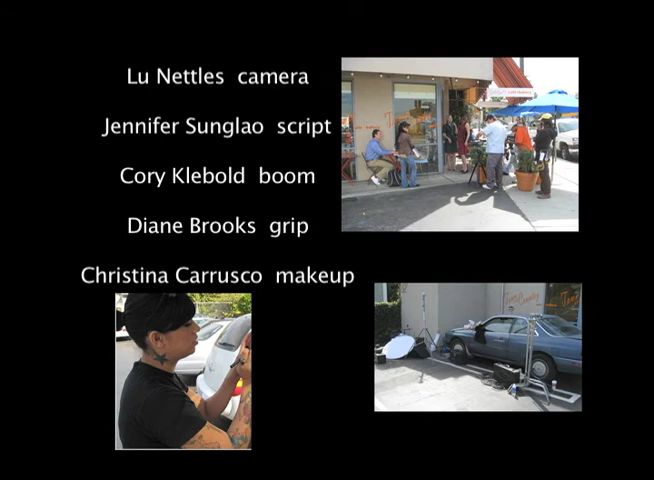 Lu Nettles camera
Jennifer Sunglao script
Cory Klebold boom
Diane Brooks grip
Christina Carrusco makeup